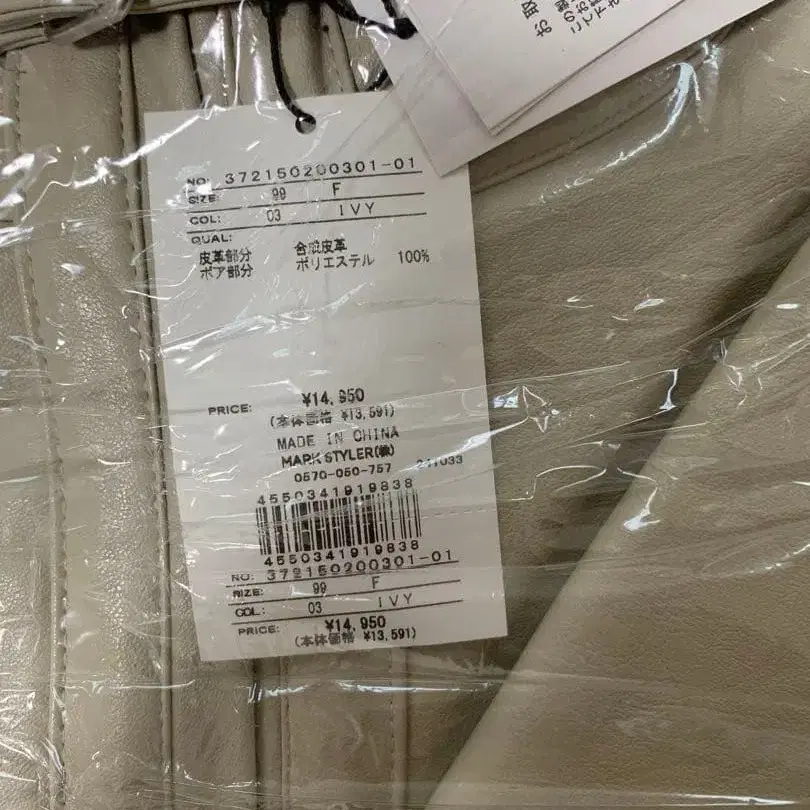 NO: 372150200301-01
SIZE: 99 F
COL: 03 IVY
QUAL:
皮革部分 合成皮革
ボア部分 ポリエステル 100%
PRICE: ¥14,950
(本体価格 ¥13,591)
MADE IN CHINA
MARK STYLER(株)
0570-050-757 241033
4550341919838
4550341919838
NO: 372150200301-01
SIZE: 99 F
COL: 03 IVY
PRICE: ¥14,950
(本体価格 ¥13,591)